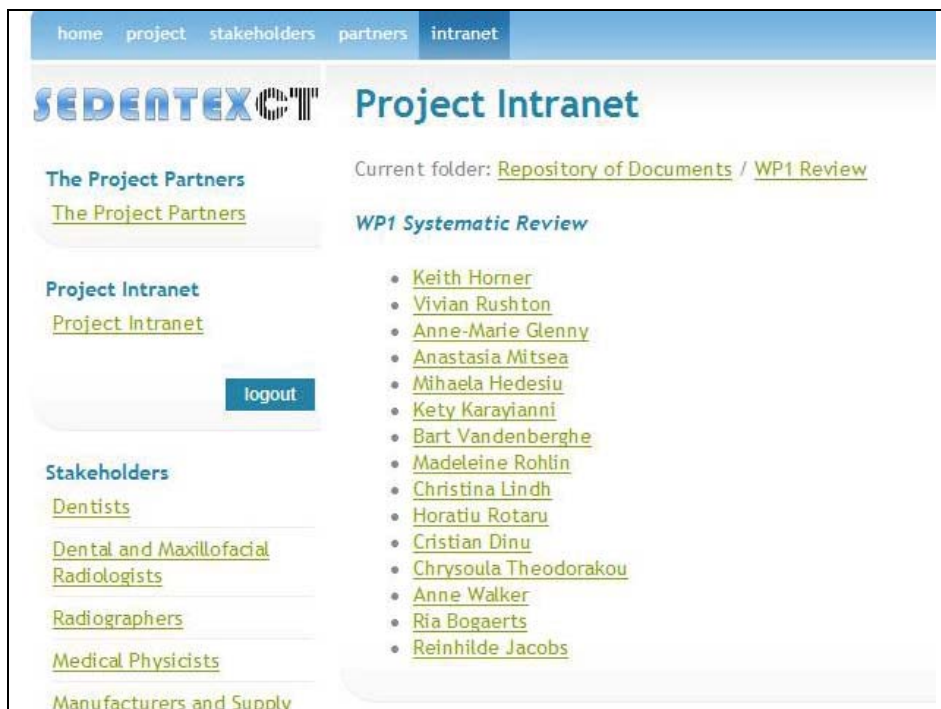 home project stakeholders partners intranet
SEDENTEXCT
Project Intranet
The Project Partners
The Project Partners
Project Intranet
Project Intranet
logout
Stakeholders
Dentists
Dental and Maxillofacial
Radiologists
Radiographers
Medical Physicists
Manufacturers and Supply
Current folder: Repository of Documents / WP1 Review
WP1 Systematic Review
Keith Horner
Vivian Rushton
Anne-Marie Glenny
Anastasia Mitsea
Mihaela Hedesiu
Kety Karayianni
Bart Vandenberghe
Madeleine Rohlin
Christina Lindh
Horatiu Rotaru
Cristian Dinu
Chrysoula Theodorakou
Anne Walker
Ria Bogaerts
Reinhilde Jacobs